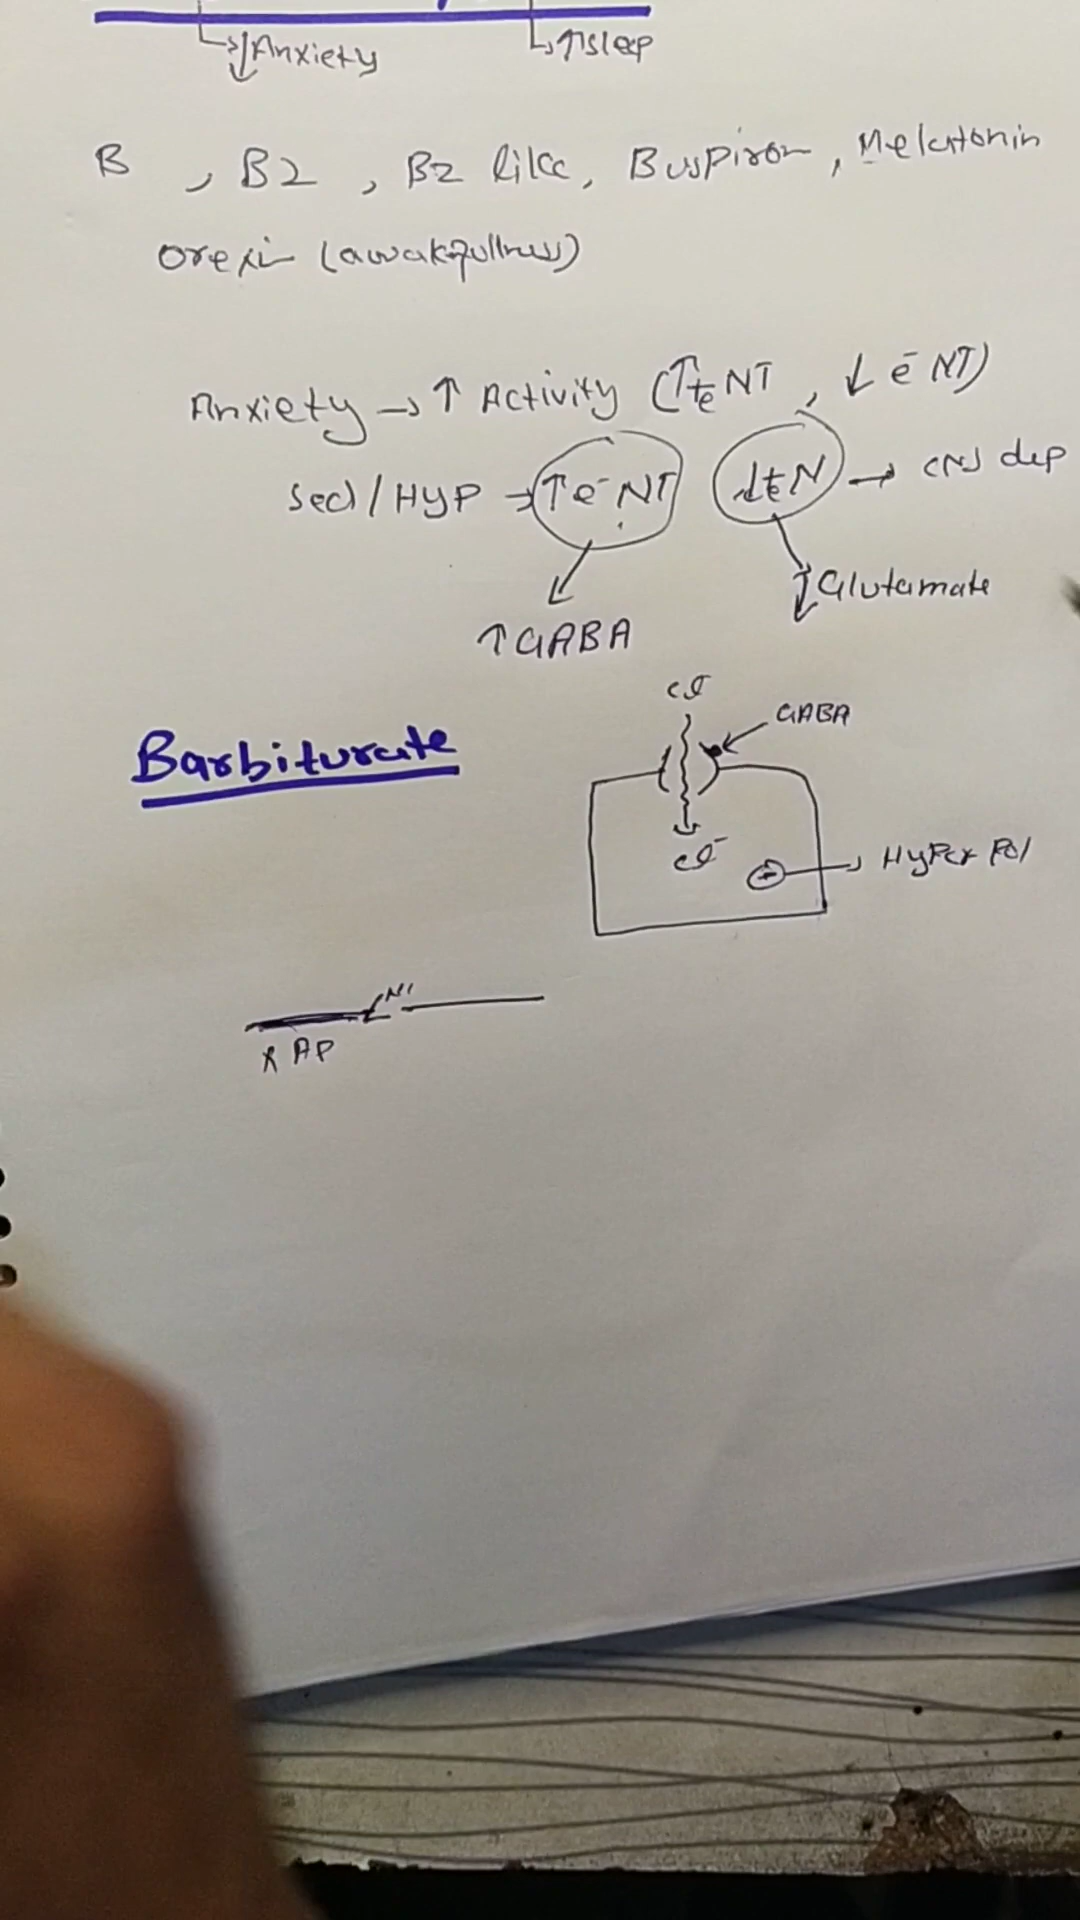 ↓Anxiety ↑Sleep
B , BZ , BZ like, Buspiron , Melatonin
Orexin (awakefullness)
Anxiety → ↑ Activity (↑+e NT , ↓ e⁻ NT)
Sed / HYP → ↑e⁻ NT ↓+e N → CNS dep
↓Glutamate
↑GABA
Cl⁻
GABA
Barbiturate
Cl⁻
HyPer Pol
x AP